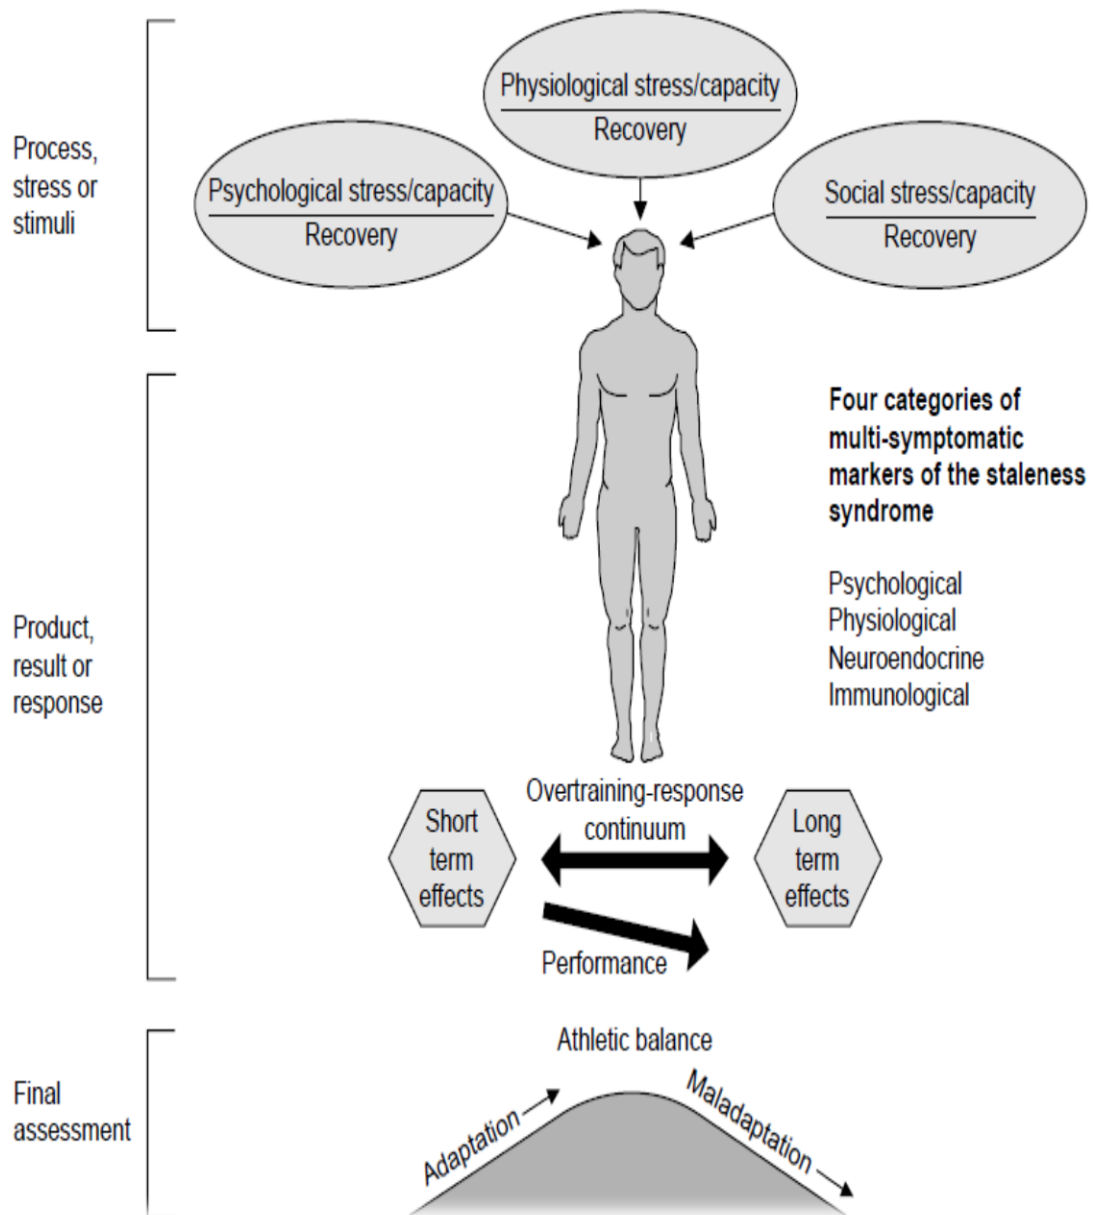 Process,
stress or
stimuli
Physiological stress/capacity
Recovery
Psychological stress/capacity
Recovery
Social stress/capacity
Recovery
Product,
result or
response
Four categories of
multi-symptomatic
markers of the staleness
syndrome
Psychological
Physiological
Neuroendocrine
Immunological
Short
term
effects
Overtraining-response
continuum
Long
term
effects
Performance
Final
assessment
Athletic balance
Adaptation
Maladaptation